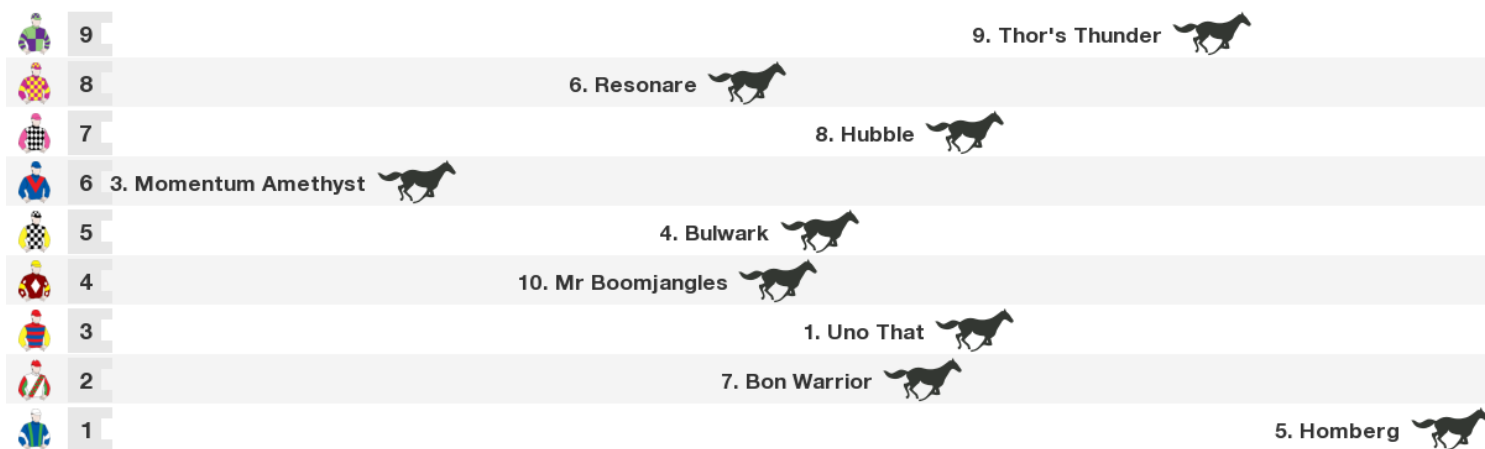 9 9. Thor's Thunder
8 6. Resonare
7 8. Hubble
6 3. Momentum Amethyst
5 4. Bulwark
4 10. Mr Boomjangles
3 1. Uno That
2 7. Bon Warrior
1 5. Homberg